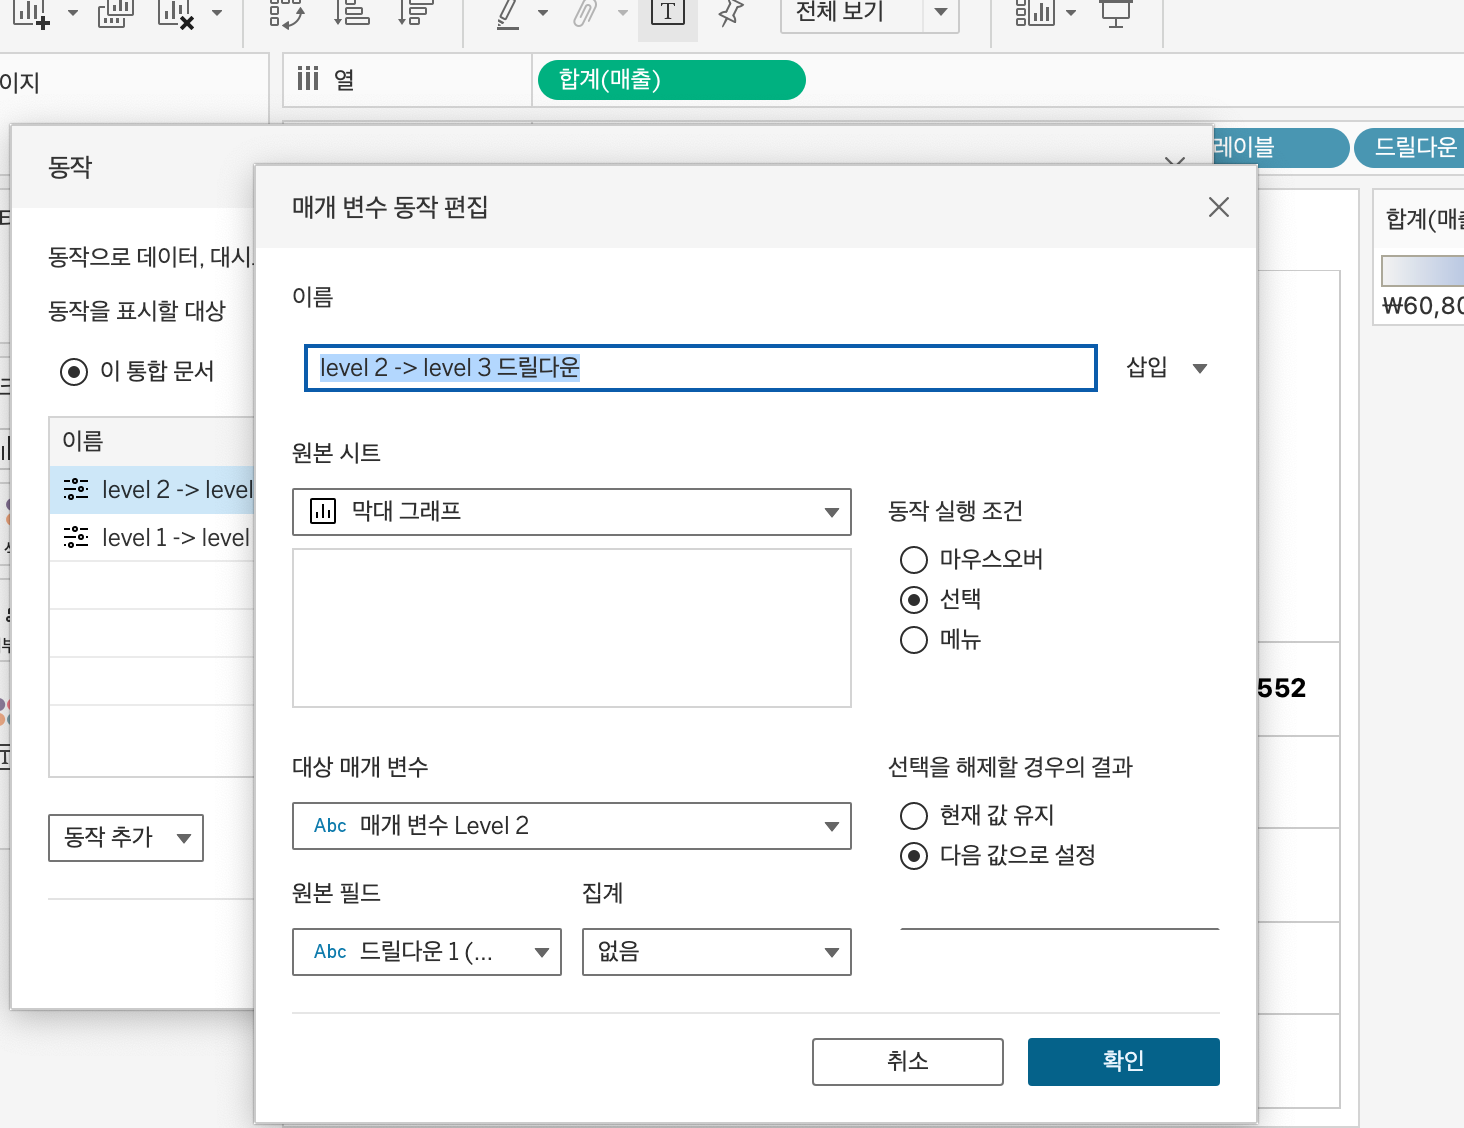 전체 보기
이지
열
합계(매출)
레이블
드릴다운
동작
매개 변수 동작 편집
합계(매출
₩60,80
동작으로 데이터, 대시
동작을 표시할 대상
이 통합 문서
이름
level 2 -> level
level 1 -> level
동작 추가
이름
level 2 -> level 3 드릴다운
삽입
원본 시트
막대 그래프
동작 실행 조건
마우스오버
선택
메뉴
552
대상 매개 변수
Abc 매개 변수 Level 2
선택을 해제할 경우의 결과
현재 값 유지
다음 값으로 설정
원본 필드
집계
Abc 드릴다운 1 (...
없음
취소
확인